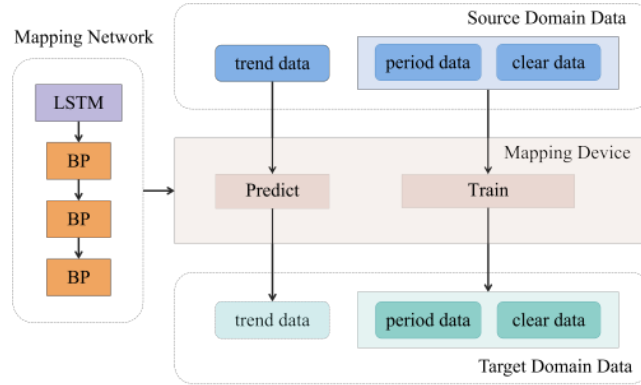 Mapping Network
LSTM
BP
BP
BP
Source Domain Data
trend data
period data
clear data
Mapping Device
Predict
Train
trend data
period data
clear data
Target Domain Data